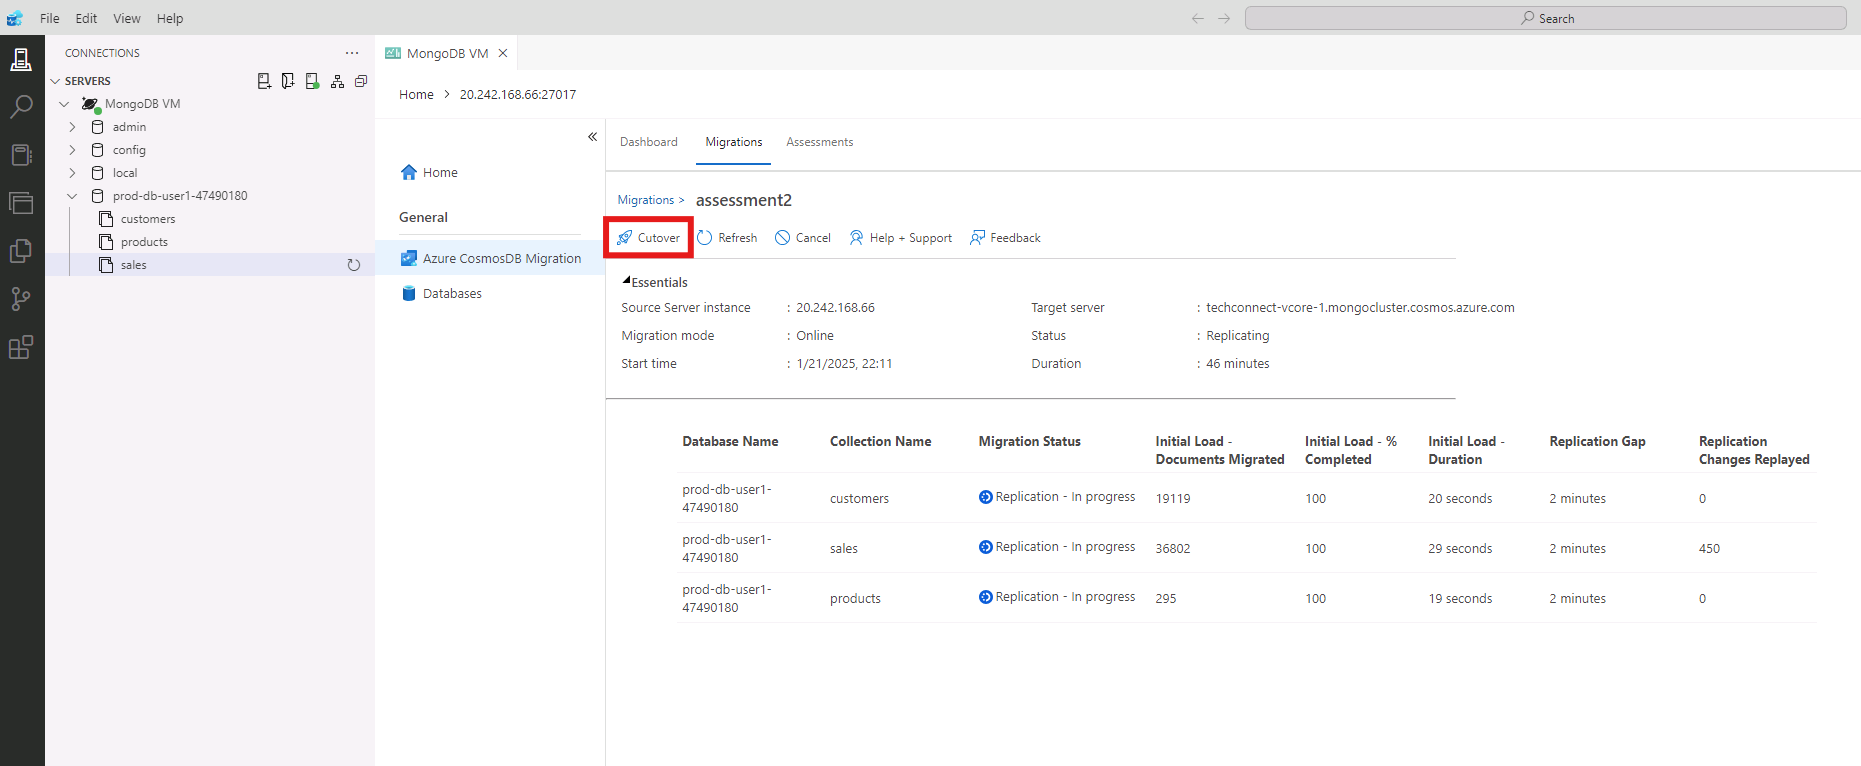 File Edit View Help
Search
CONNECTIONS
SERVERS
MongoDB VM
admin
config
local
prod-db-user1-47490180
customers
products
sales
MongoDB VM
Home > 20.242.168.66:27017
Home
General
Azure CosmosDB Migration
Databases
Dashboard Migrations Assessments
Migrations > assessment2
Cutover Refresh Cancel Help + Support Feedback
Essentials
Source Server instance : 20.242.168.66 Target server : techconnect-vcore-1.mongocluster.cosmos.azure.com
Migration mode : Online Status : Replicating
Start time : 1/21/2025, 22:11 Duration : 46 minutes
Database Name Collection Name Migration Status Initial Load - Documents Migrated Initial Load - % Completed Initial Load - Duration Replication Gap Replication Changes Replayed
prod-db-user1-47490180 customers Replication - In progress 19119 100 20 seconds 2 minutes 0
prod-db-user1-47490180 sales Replication - In progress 36802 100 29 seconds 2 minutes 450
prod-db-user1-47490180 products Replication - In progress 295 100 19 seconds 2 minutes 0